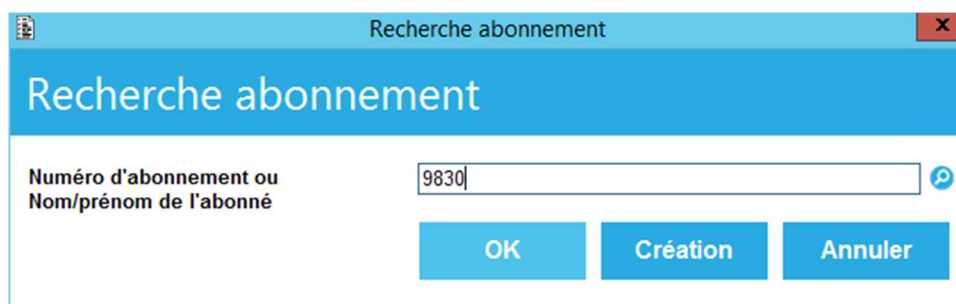 Recherche abonnement
x
Recherche abonnement
Numéro d'abonnement ou
Nom/prénom de l'abonné
9830
OK Création Annuler